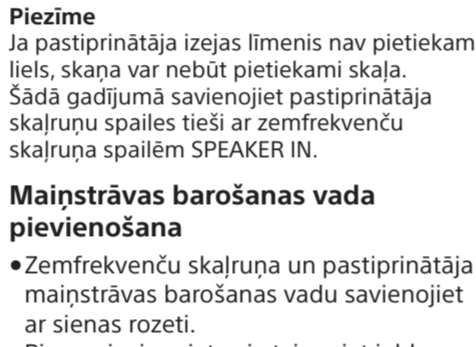 Piezīme
Ja pastiprinātāja izejas līmenis nav pietiekam
liels, skaņa var nebūt pietiekami skaļa.
Šādā gadījumā savienojiet pastiprinātāja
skaļruņu spailes tieši ar zemfrekvenču
skaļruņa spailēm SPEAKER IN.
Maiņstrāvas barošanas vada
pievienošana
●Zemfrekvenču skaļruņa un pastiprinātāja
maiņstrāvas barošanas vadu savienojiet
ar sienas rozeti.